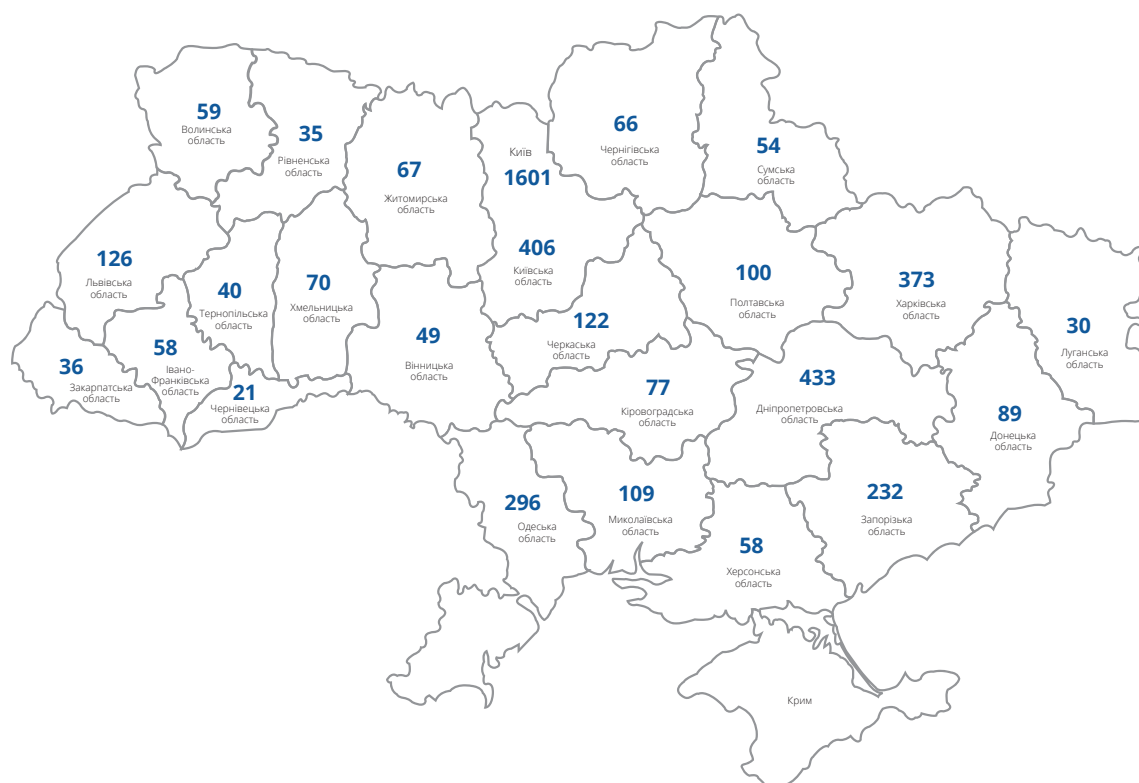 59
Волинська
область
35
Рівненська
область
67
Житомирська
область
Київ
1601
66
Чернігівська
область
54
Сумська
область
126
Львівська
область
40
Тернопільська
область
70
Хмельницька
область
406
Київська
область
100
Полтавська
область
373
Харківська
область
30
Луганська
область
36
Закарпатська
область
58
Івано-
Франківська
область
21
Чернівецька
область
49
Вінницька
область
122
Черкаська
область
77
Кіровоградська
область
433
Дніпропетровська
область
89
Донецька
область
296
Одеська
область
109
Миколаївська
область
58
Херсонська
область
232
Запорізька
область
Крим